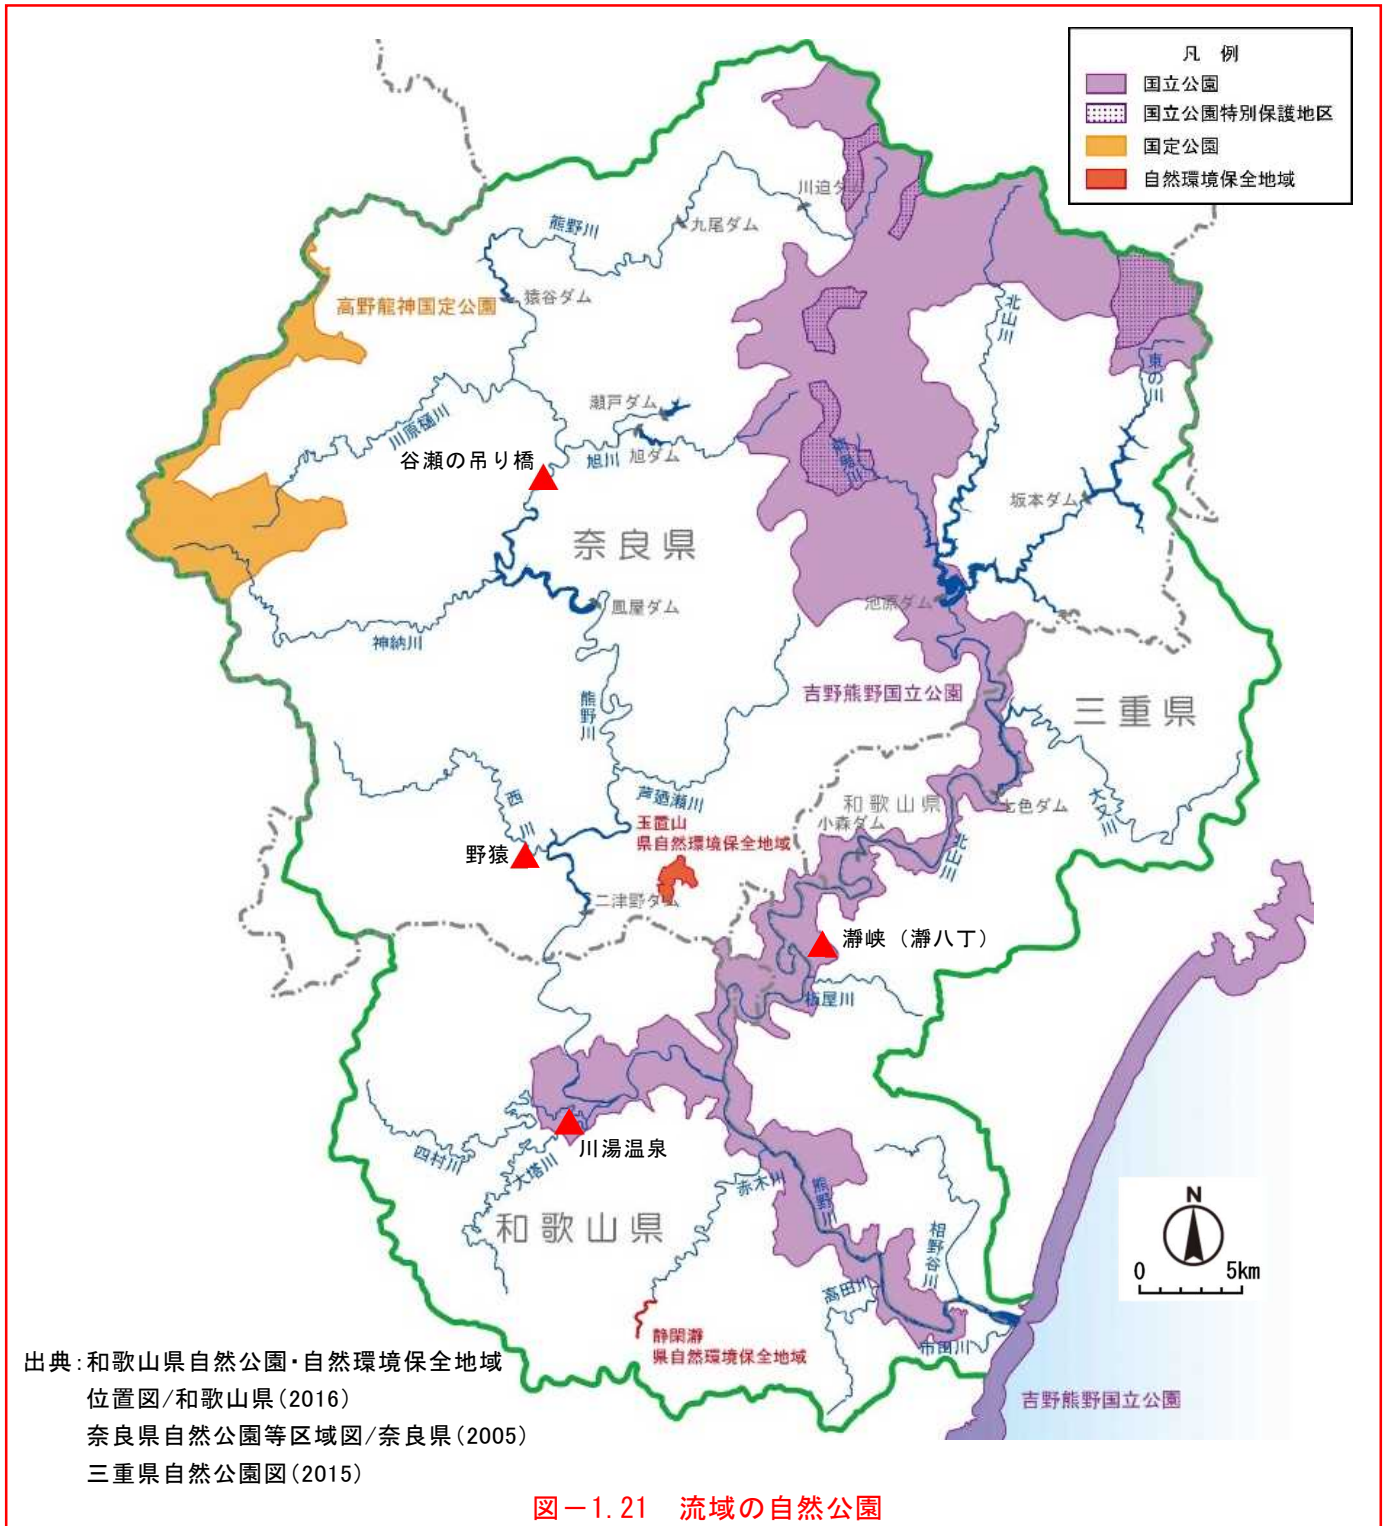 凡 例
国立公園
国立公園特別保護地区
国定公園
自然環境保全地域
川迫ダム
九尾ダム
熊野川
猿谷ダム
高野龍神国定公園
北山川
東の川
瀬戸ダム
川原樋川
旭川
旭ダム
谷瀬の吊り橋
坂本ダム
奈良県
池原ダム
風屋ダム
神納川
吉野熊野国立公園
熊野川
三重県
芦廼瀬川
和歌山県
七色ダム
大又川
西川
玉置山
県自然環境保全地域
小森ダム
北山川
野猿
二津野ダム
瀞峡（瀞八丁）
板屋川
川湯温泉
四村川
大塔川
赤木川
熊野川
相野谷川
和歌山県
高田川
市田川
静閑瀞
県自然環境保全地域
N
0 5km
吉野熊野国立公園
出典:和歌山県自然公園・自然環境保全地域
位置図/和歌山県(2016)
奈良県自然公園等区域図/奈良県(2005)
三重県自然公園図(2015)
図－1.21 流域の自然公園